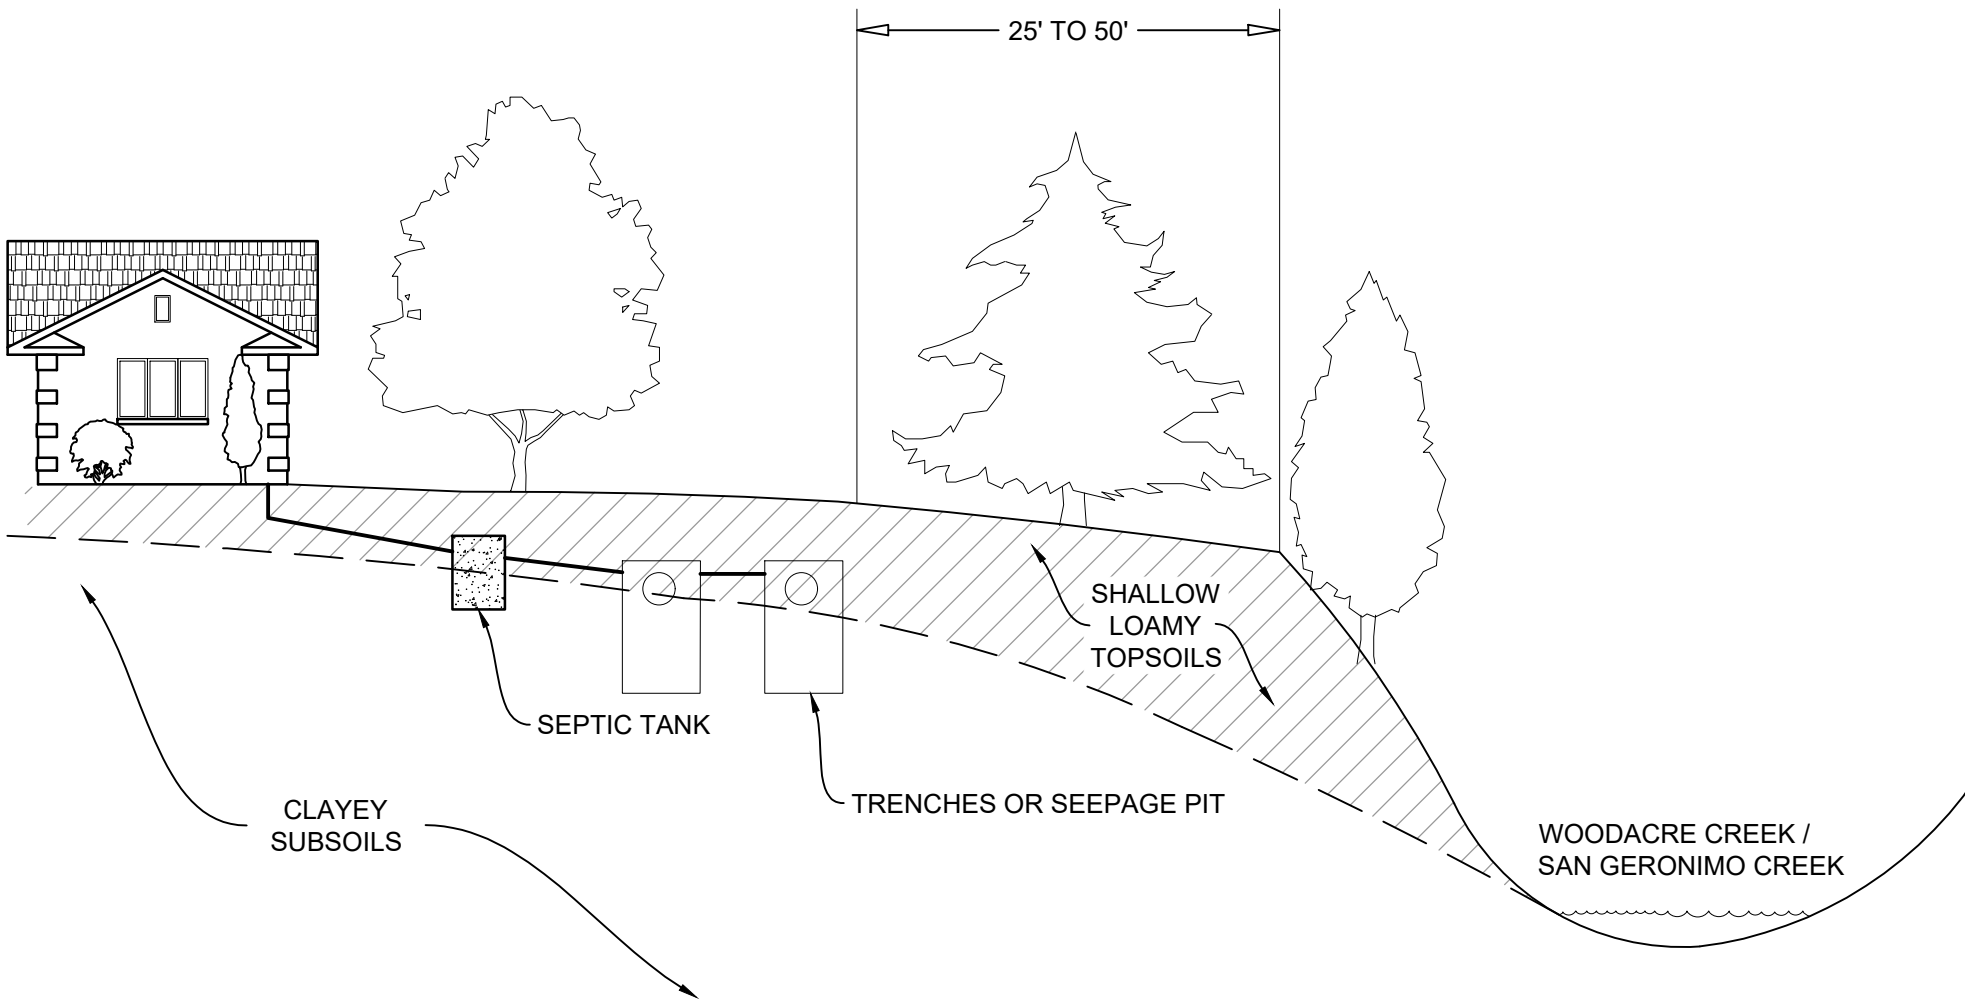 25' TO 50'
SHALLOW
LOAMY
TOPSOILS
SEPTIC TANK
TRENCHES OR SEEPAGE PIT
CLAYEY
SUBSOILS
WOODACRE CREEK /
SAN GERONIMO CREEK